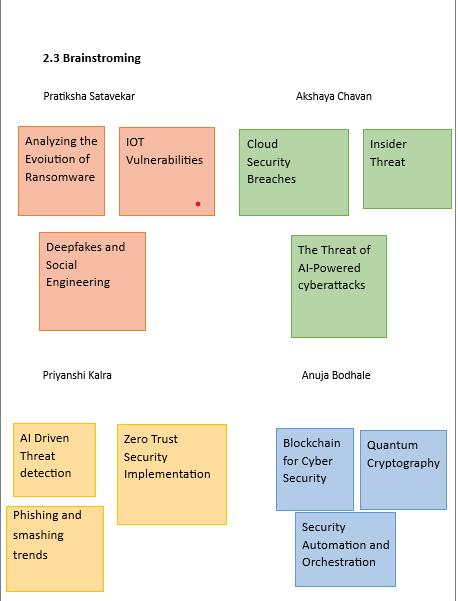 2.3 Brainstroming
Pratiksha Satavekar
Akshaya Chavan
Analyzing the
Evoiution of
Ransomware
IOT
Vulnerabilities
Cloud
Security
Breaches
Insider
Threat
Deepfakes and
Social
Engineering
The Threat of
AI-Powered
cyberattacks
Priyanshi Kalra
Anuja Bodhale
AI Driven
Threat
detection
Zero Trust
Security
Implementation
Blockchain
for Cyber
Security
Quantum
Cryptography
Phishing and
smashing
trends
Security
Automation and
Orchestration